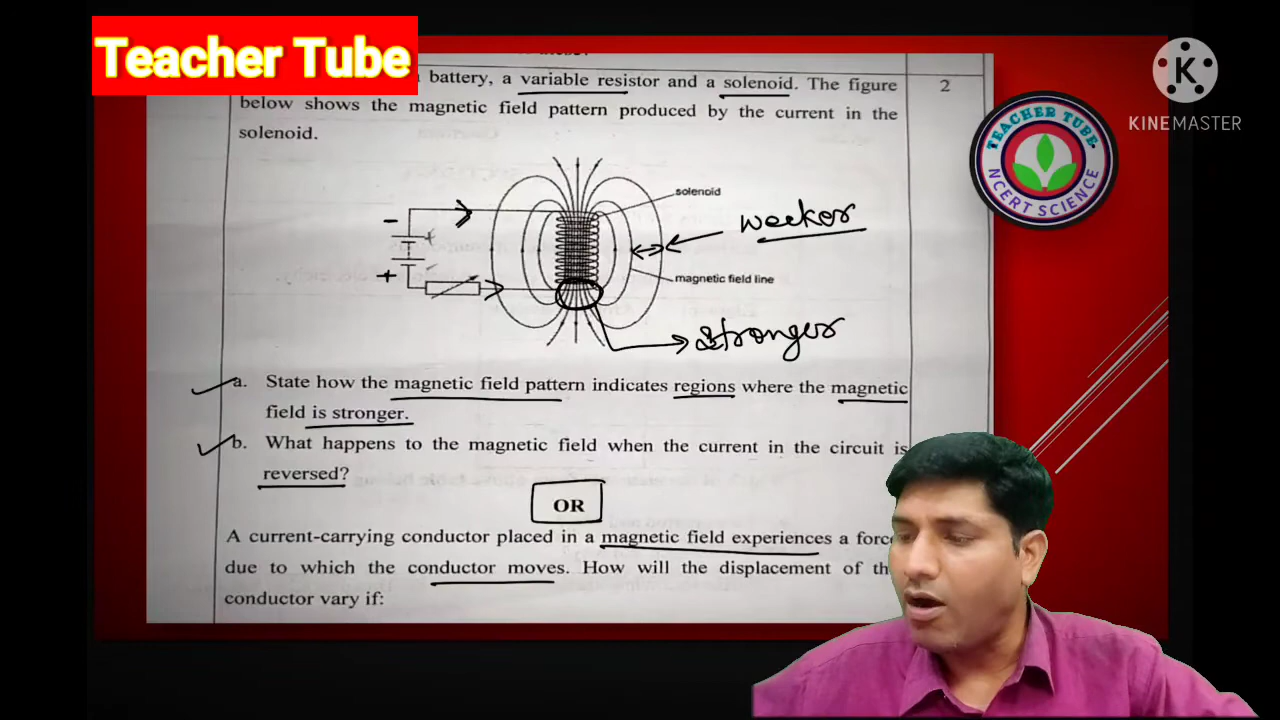 Teacher Tube
battery, a variable resistor and a solenoid. The figure
2
below shows the magnetic field pattern produced by the current in the
solenoid.
KINEMASTER
K
TEACHER TUBE
NCERT SCIENCE
solenoid
weeker
-
+
magnetic field line
stronger
a. State how the magnetic field pattern indicates regions where the magnetic
field is stronger.
b. What happens to the magnetic field when the current in the circuit is
reversed?
OR
A current-carrying conductor placed in a magnetic field experiences a
due to which the conductor moves. How will the displacement of
conductor vary if: